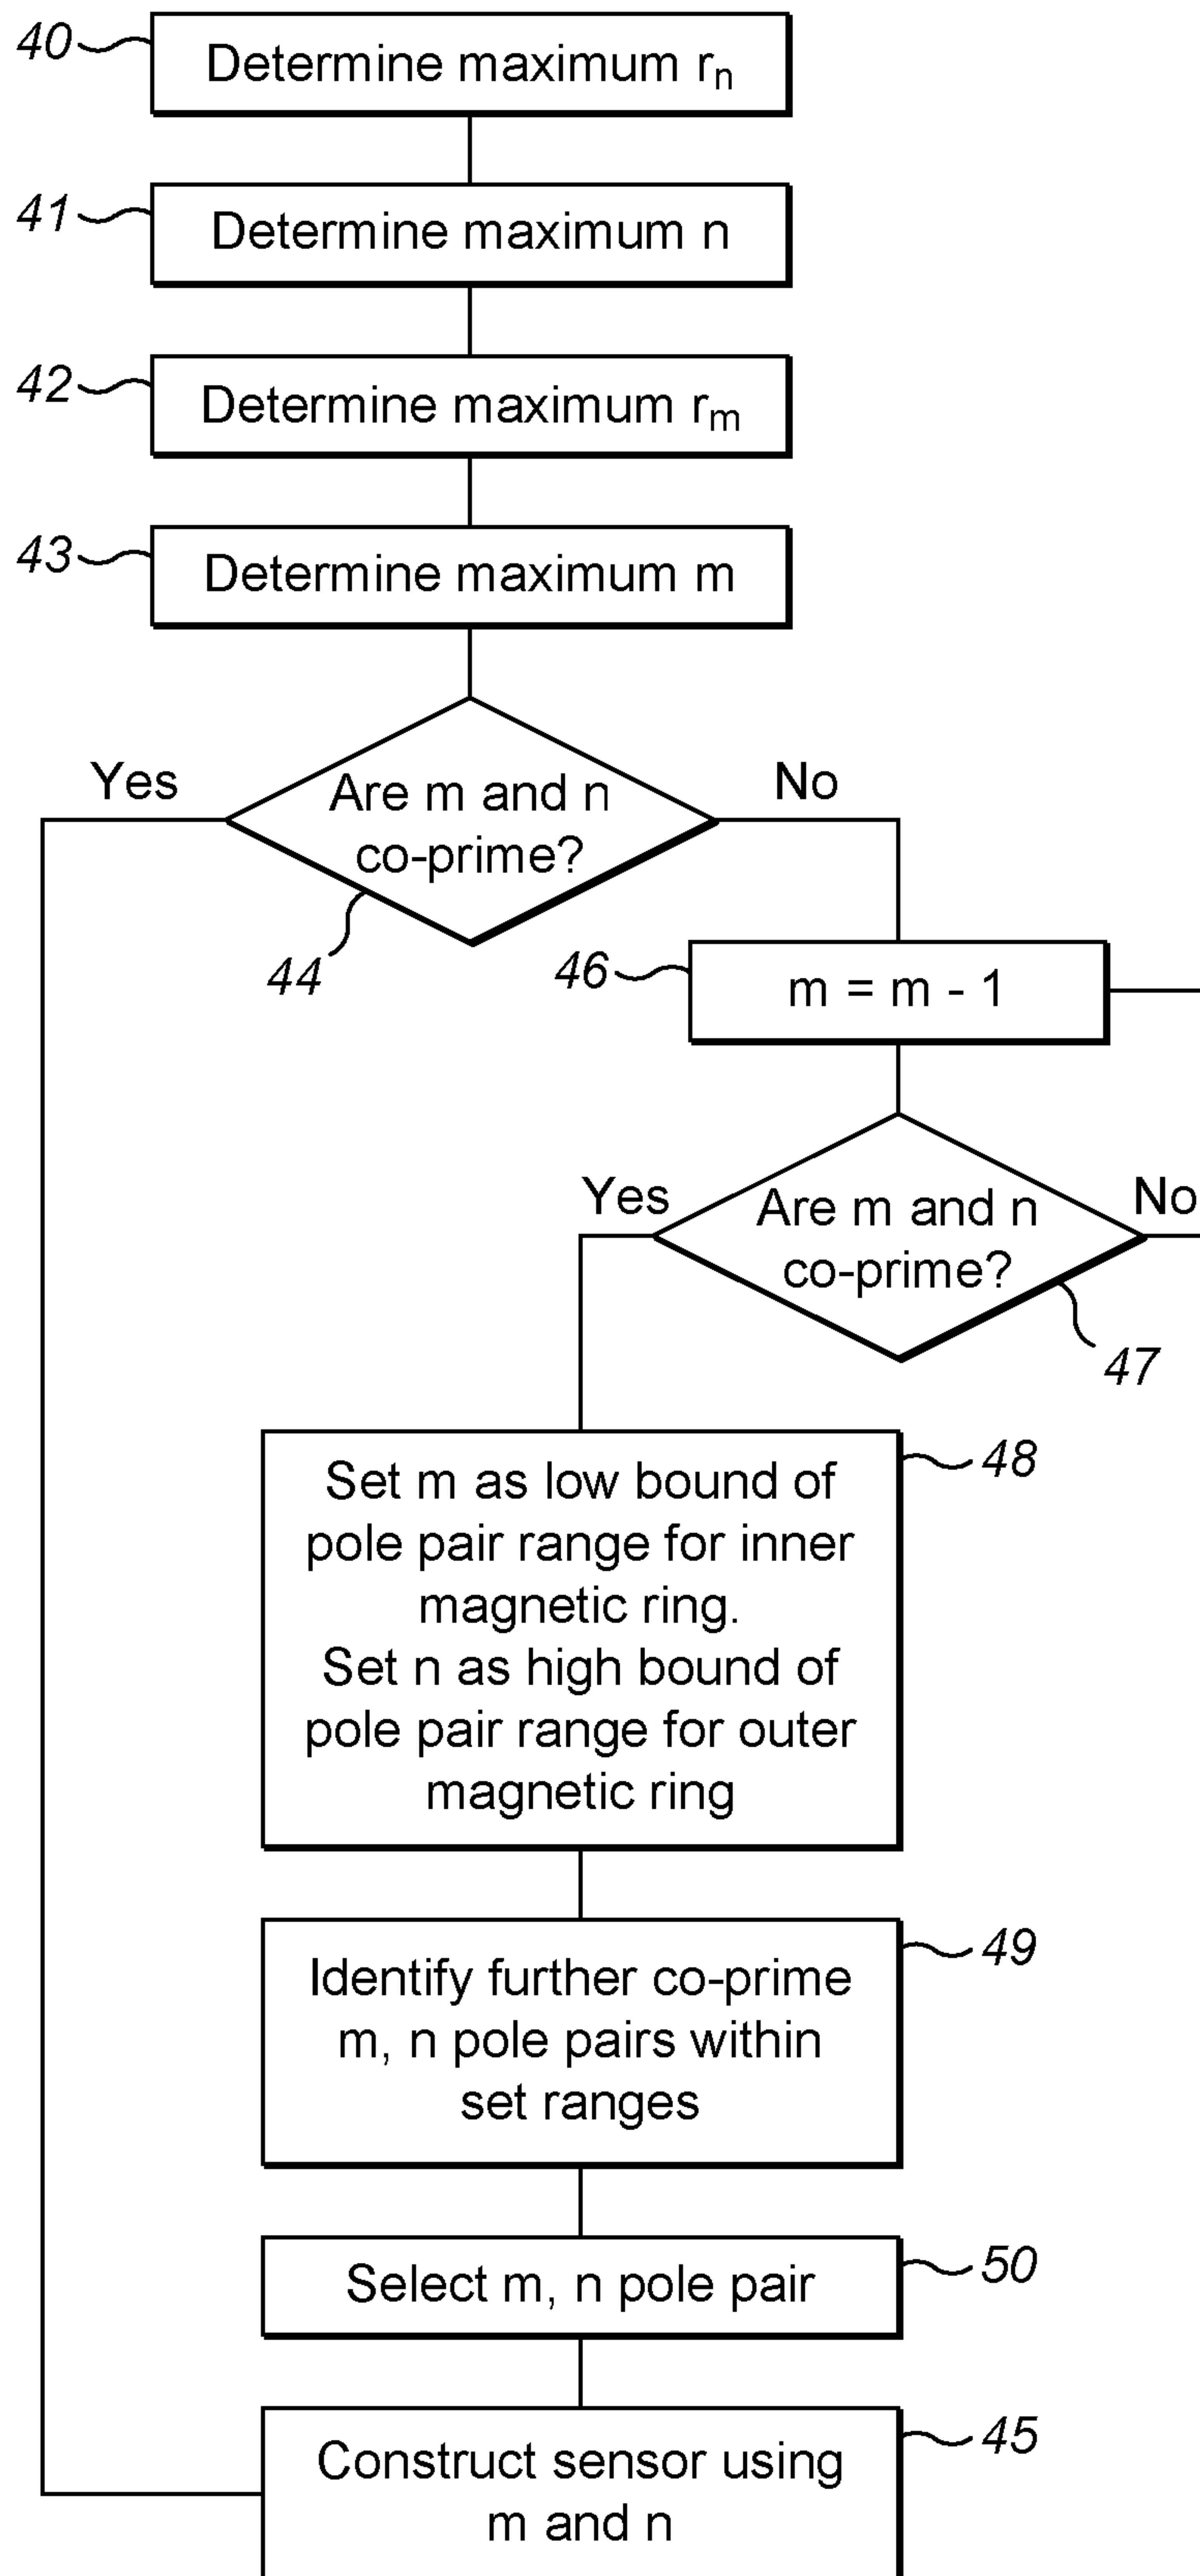 40
Determine maximum rn
41
Determine maximum n
42
Determine maximum rm
43
Determine maximum m
Yes
Are m and n
co-prime?
No
44
46
m = m - 1
Yes
Are m and n
co-prime?
No
47
48
Set m as low bound of
pole pair range for inner
magnetic ring.
Set n as high bound of
pole pair range for outer
magnetic ring
49
Identify further co-prime
m, n pole pairs within
set ranges
50
Select m, n pole pair
45
Construct sensor using
m and n